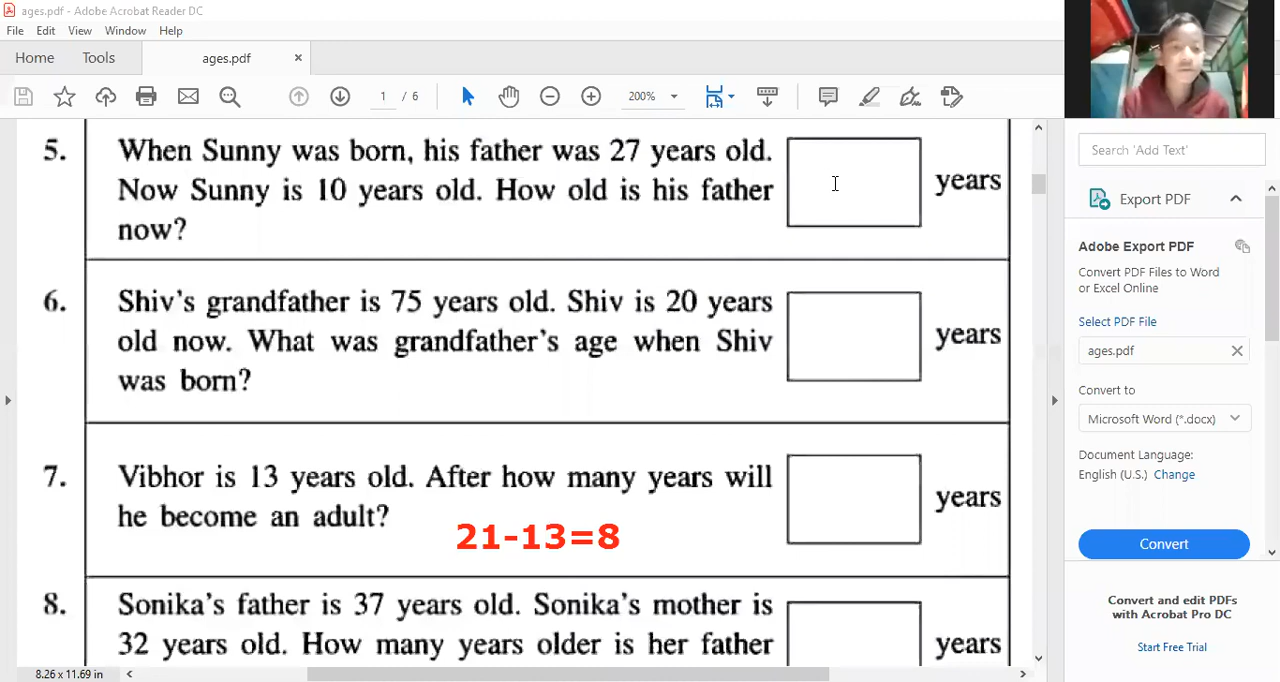 ages.pdf - Adobe Acrobat Reader DC
File Edit View Window Help
Home Tools ages.pdf ×
1 / 6 200%
5. When Sunny was born, his father was 27 years old.
Now Sunny is 10 years old. How old is his father
now?
years
6. Shiv's grandfather is 75 years old. Shiv is 20 years
old now. What was grandfather's age when Shiv
was born?
years
7. Vibhor is 13 years old. After how many years will
he become an adult?
21-13=8
years
8. Sonika's father is 37 years old. Sonika's mother is
32 years old. How many years older is her father
years
8.26 x 11.69 in
Search 'Add Text'
Export PDF
Adobe Export PDF
Convert PDF Files to Word
or Excel Online
Select PDF File
ages.pdf
Convert to
Microsoft Word (*.docx)
Document Language:
English (U.S.) Change
Convert
Convert and edit PDFs
with Acrobat Pro DC
Start Free Trial